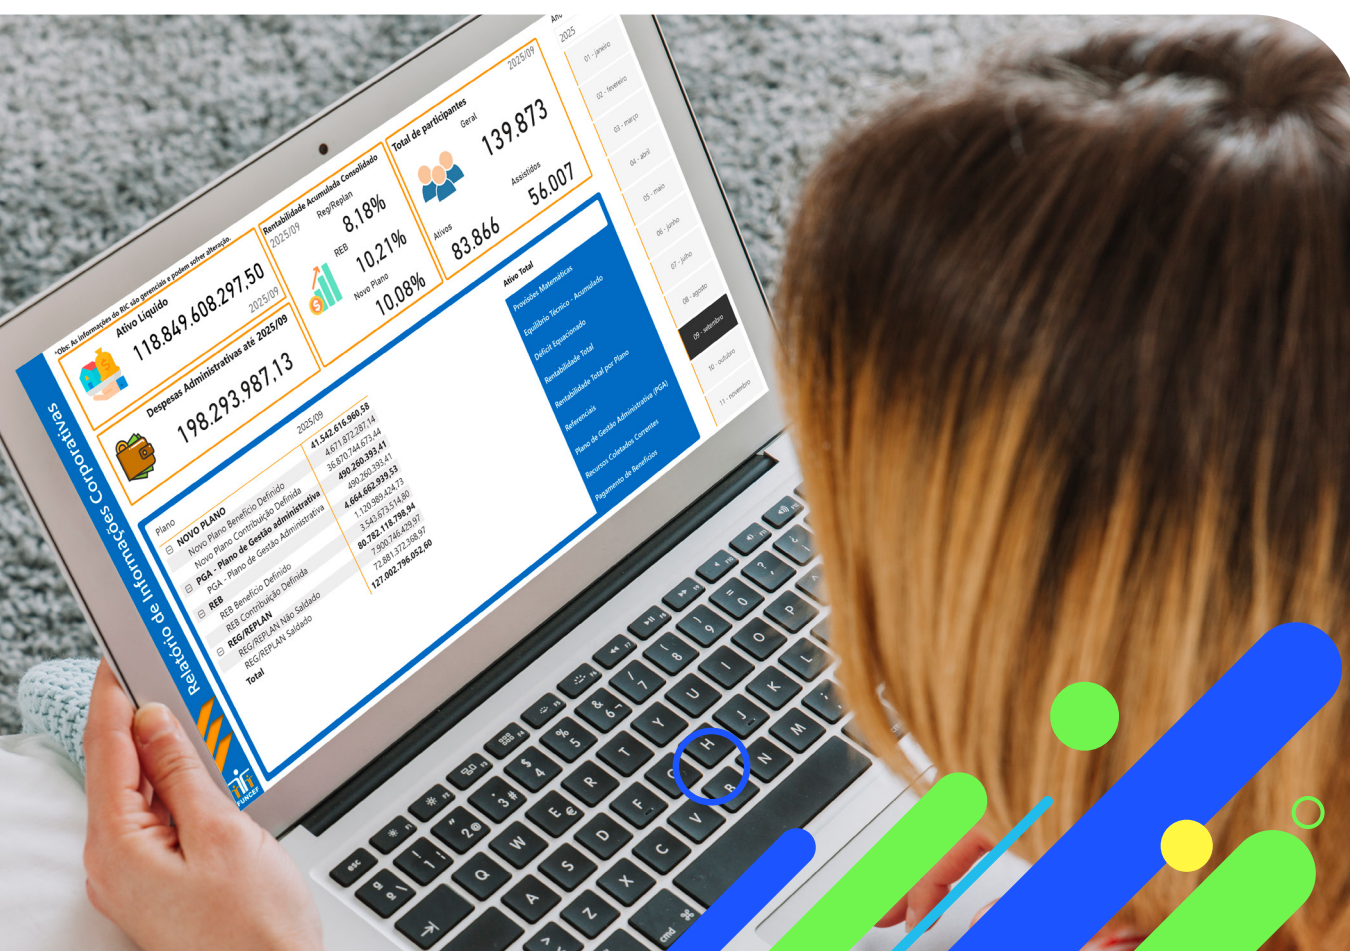 Relatório de Informações Corporativas
FUNCEF
*Obs: As informações do RIC são gerenciais e podem sofrer alteração.
Ativo Líquido
118.849.608.297,50
2025/09
Despesas Administrativas até 2025/09
198.293.987,13
Rentabilidade Acumulada Consolidado
2025/09
Reg/Replan
8,18%
REB
10,21%
Novo Plano
10,08%
Total de participantes
2025/09
Geral
139.873
Assistidos
56.007
Ativos
83.866
Ano
2025
01 - janeiro
02 - fevereiro
03 - março
04 - abril
05 - maio
06 - junho
07 - julho
08 - agosto
09 - setembro
10 - outubro
11 - novembro
Plano 2025/09
NOVO PLANO 41.542.616.960,58
Novo Plano Benefício Definido 4.671.872.287,14
Novo Plano Contribuição Definida 36.870.744.673,44
PGA - Plano de Gestão administrativa 490.260.393,41
PGA - Plano de Gestão Administrativa 490.260.393,41
REB 4.664.662.939,53
REB Benefício Definido 1.120.989.424,73
REB Contribuição Definida 3.543.673.514,80
REG/REPLAN 80.782.118.798,94
REG/REPLAN Não Saldado 7.900.746.429,97
REG/REPLAN Saldado 72.881.372.368,97
Total 127.002.796.052,60
Ativo Total
Provisões Matemáticas
Equilíbrio Técnico - Acumulado
Deficit Equacionado
Rentabilidade Total
Rentabilidade Total por Plano
Referenciais
Plano de Gestão Administrativa (PGA)
Recursos Coletados Correntes
Pagamento de Benefícios
esc
Q W E R T Y U I O P
A S D F G H J K L
Z X C V B N M
cmd